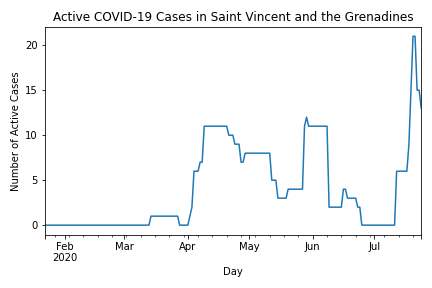 Active COVID-19 Cases in Saint Vincent and the Grenadines
Number of Active Cases
20
15
10
5
0
Feb Mar Apr May Jun Jul
2020
Day